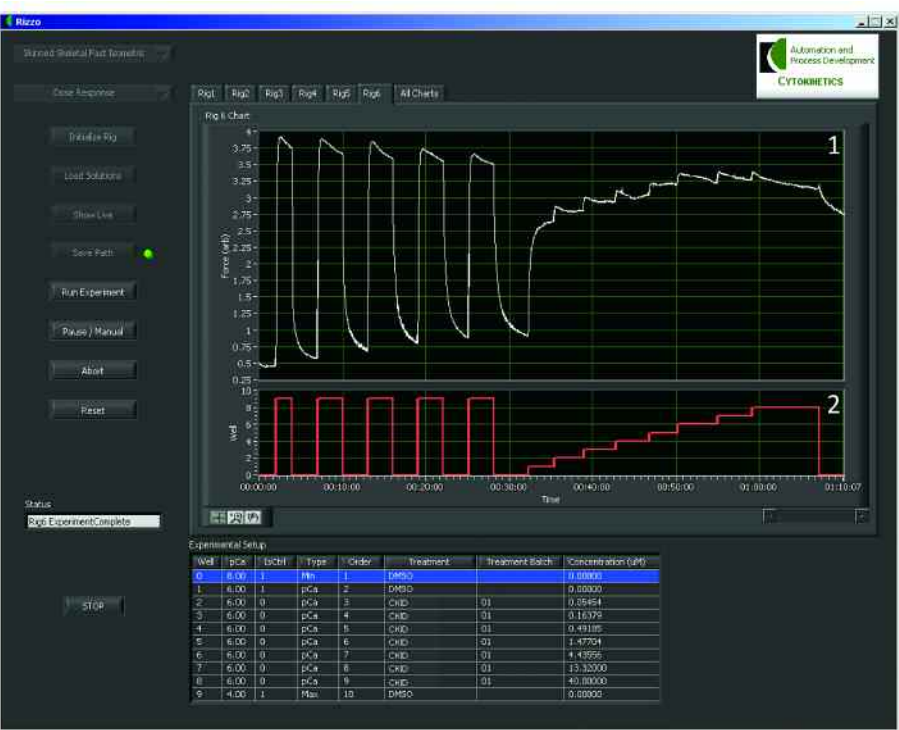 Rizzo
Skinned Skeletal Fast Isometric
Automation and
Process Development
CYTOKINETICS
Dose Response
Rig1 Rig2 Rig3 Rig4 Rig5 Rig6 All Charts
Rig 6 Chart
Initialize Rig
Load Solutions
Show Live
Save Path
Run Experiment
Pause / Manual
Abort
Reset
1
4
3.75
3.5
3.25
3
2.75
2.5
2.25
2
1.75
1.5
1.25
1
0.75
0.5
0.25
Force (arb)
2
10
8
6
4
2
0
Well
00:00:00 00:10:00 00:20:00 00:30:00 00:40:00 00:50:00 01:00:00 01:10:07
Time
Status
Rig6 ExperimentComplete
STOP
Experimental Setup
Well pCa IsCtrl Type Order Treatment Treatment Batch Concentration (uM)
0 8.00 1 Min 1 DMSO 0.00000
1 6.00 1 pCa 2 DMSO 0.00000
2 6.00 0 pCa 3 CKID 01 0.05454
3 6.00 0 pCa 4 CKID 01 0.16379
4 6.00 0 pCa 5 CKID 01 0.49185
5 6.00 0 pCa 6 CKID 01 1.47704
6 6.00 0 pCa 7 CKID 01 4.43556
7 6.00 0 pCa 8 CKID 01 13.32000
8 6.00 0 pCa 9 CKID 01 40.00000
9 4.00 1 Max 10 DMSO 0.00000